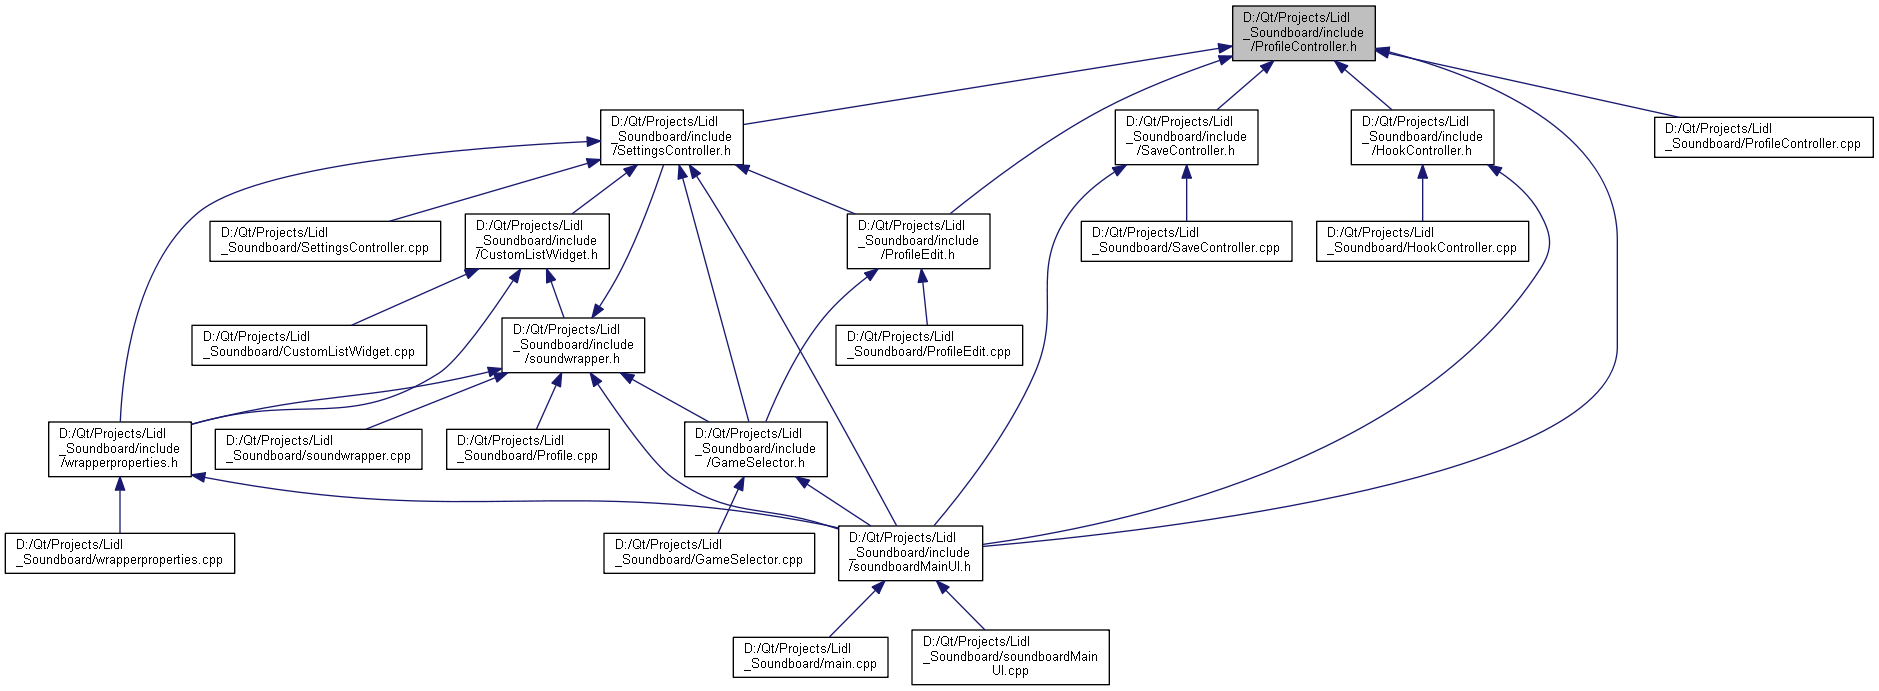 D:/Qt/Projects/Lidl
_Soundboard/include
/ProfileController.h
D:/Qt/Projects/Lidl
_Soundboard/include
/SettingsController.h
D:/Qt/Projects/Lidl
_Soundboard/include
/SaveController.h
D:/Qt/Projects/Lidl
_Soundboard/include
/HookController.h
D:/Qt/Projects/Lidl
_Soundboard/ProfileController.cpp
D:/Qt/Projects/Lidl
_Soundboard/SettingsController.cpp
D:/Qt/Projects/Lidl
_Soundboard/include
/CustomListWidget.h
D:/Qt/Projects/Lidl
_Soundboard/include
/ProfileEdit.h
D:/Qt/Projects/Lidl
_Soundboard/SaveController.cpp
D:/Qt/Projects/Lidl
_Soundboard/HookController.cpp
D:/Qt/Projects/Lidl
_Soundboard/CustomListWidget.cpp
D:/Qt/Projects/Lidl
_Soundboard/include
/soundwrapper.h
D:/Qt/Projects/Lidl
_Soundboard/ProfileEdit.cpp
D:/Qt/Projects/Lidl
_Soundboard/include
/wrapperproperties.h
D:/Qt/Projects/Lidl
_Soundboard/soundwrapper.cpp
D:/Qt/Projects/Lidl
_Soundboard/Profile.cpp
D:/Qt/Projects/Lidl
_Soundboard/include
/GameSelector.h
D:/Qt/Projects/Lidl
_Soundboard/wrapperproperties.cpp
D:/Qt/Projects/Lidl
_Soundboard/GameSelector.cpp
D:/Qt/Projects/Lidl
_Soundboard/include
/soundboardMainUI.h
D:/Qt/Projects/Lidl
_Soundboard/main.cpp
D:/Qt/Projects/Lidl
_Soundboard/soundboardMain
UI.cpp